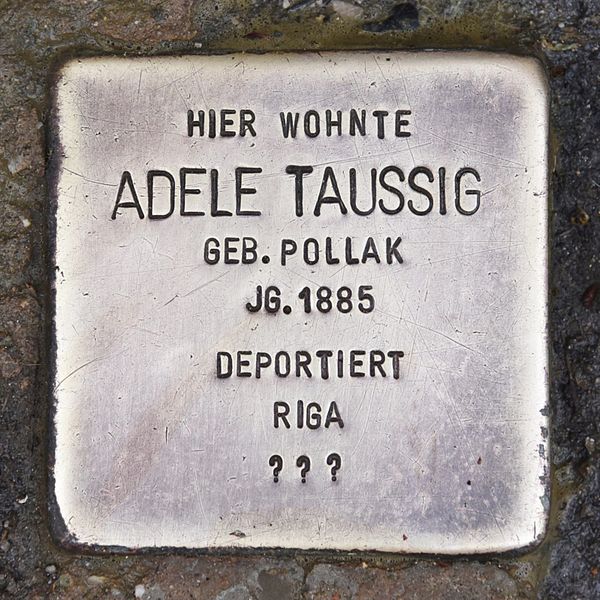 HIER WOHNTE
ADELE TAUSSIG
GEB. POLLAK
JG. 1885
DEPORTIERT
RIGA
? ? ?